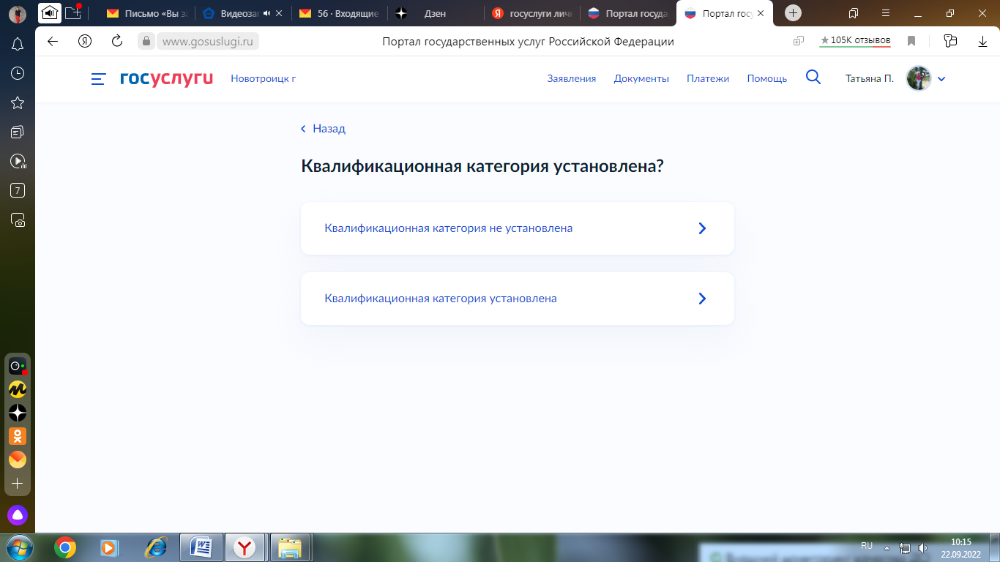 Письмо «Вы за
Видеозап
56 · Входящие
Дзен
Я
госуслуги личн
Портал госуда
Портал госу
Я
www.gosuslugi.ru
Портал государственных услуг Российской Федерации
105K отзывов
госуслуги
Новотроицк г
Заявления
Документы
Платежи
Помощь
Татьяна П.
Назад
Квалификационная категория установлена?
Квалификационная категория не установлена
Квалификационная категория установлена
7
RU
10:15
22.09.2022